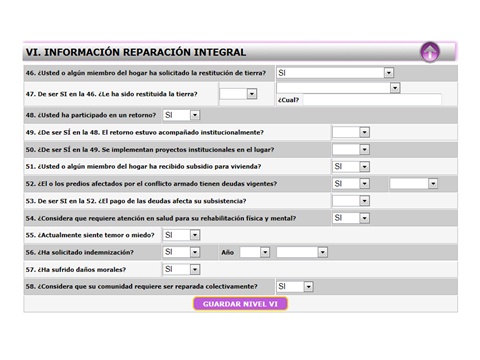 VI. INFORMACIÓN REPARACIÓN INTEGRAL
46. ¿Usted o algún miembro del hogar ha solicitado la restitución de tierra? SI
47. De ser SI en la 46. ¿Le ha sido restituida la tierra?
¿Cual?
48. ¿Usted ha participado en un retorno? SI
49. ¿De ser SÍ en la 48. El retorno estuvo acompañado institucionalmente?
50. ¿De ser SÉ en la 49. Se implementan proyectos institucionales en el lugar?
51. ¿Usted o algún miembro del hogar ha recibido subsidio para vivienda? SI
52. ¿El o los predios afectados por el conflicto armado tienen deudas vigentes? SI
53. De ser SI en la 52. ¿El pago de las deudas afecta su subsistencia?
54. ¿Considera que requiere atención en salud para su rehabilitación física y mental? SI
55. ¿Actualmente siente temor o miedo? SI
56. ¿Ha solicitado indemnización? SI Año
57. ¿Ha sufrido daños morales? SI
58. ¿Considera que su comunidad requiere ser reparada colectivamente? SI
GUARDAR NIVEL VI